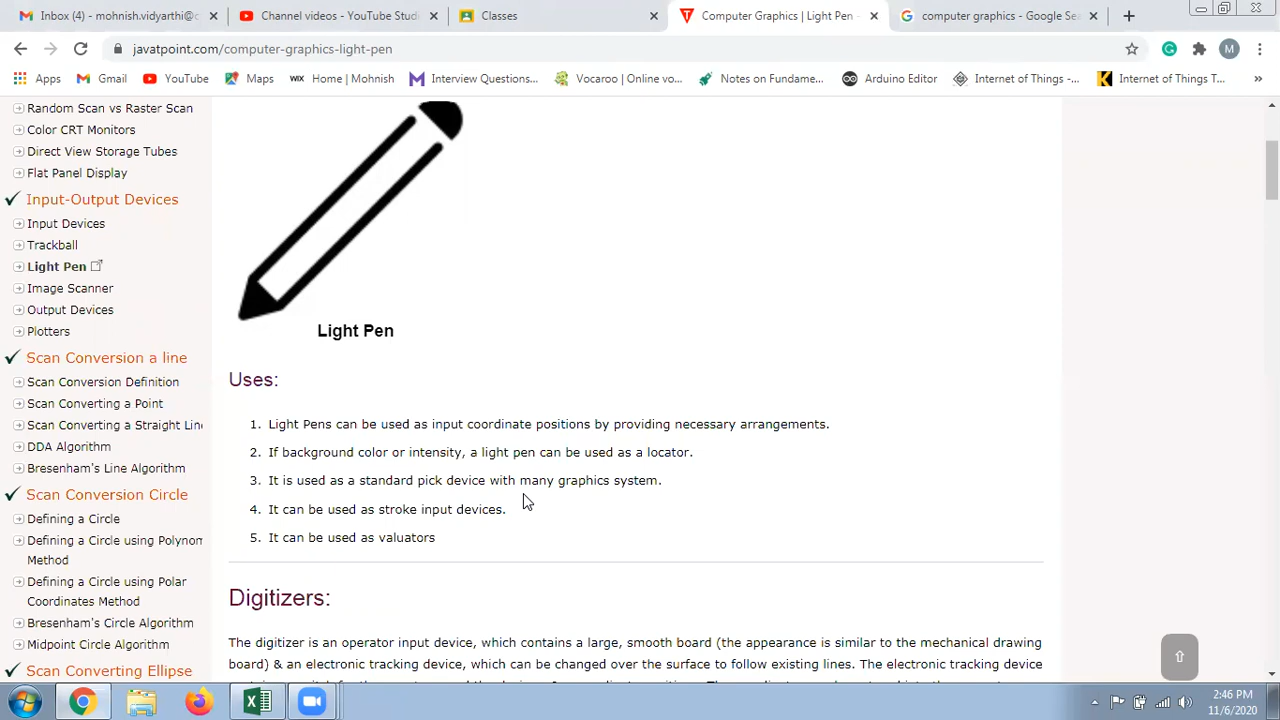 Inbox (4) - mohnish.vidyarthi@c
Channel videos - YouTube Studi
Classes
Computer Graphics | Light Pen -
computer graphics - Google Sea
javatpoint.com/computer-graphics-light-pen
M
Apps
Gmail
YouTube
Maps
WIX Home | Mohnish
Interview Questions...
Vocaroo | Online vo...
Notes on Fundame...
Arduino Editor
Internet of Things -...
Internet of Things T...
»
Random Scan vs Raster Scan
Color CRT Monitors
Direct View Storage Tubes
Flat Panel Display
Input-Output Devices
Input Devices
Trackball
Light Pen
Image Scanner
Output Devices
Plotters
Scan Conversion a line
Scan Conversion Definition
Scan Converting a Point
Scan Converting a Straight Line
DDA Algorithm
Bresenham's Line Algorithm
Scan Conversion Circle
Defining a Circle
Defining a Circle using Polynom
Method
Defining a Circle using Polar
Coordinates Method
Bresenham's Circle Algorithm
Midpoint Circle Algorithm
Scan Converting Ellipse
Light Pen
Uses:
1. Light Pens can be used as input coordinate positions by providing necessary arrangements.
2. If background color or intensity, a light pen can be used as a locator.
3. It is used as a standard pick device with many graphics system.
4. It can be used as stroke input devices.
5. It can be used as valuators
Digitizers:
The digitizer is an operator input device, which contains a large, smooth board (the appearance is similar to the mechanical drawing
board) & an electronic tracking device, which can be changed over the surface to follow existing lines. The electronic tracking device
2:46 PM
11/6/2020